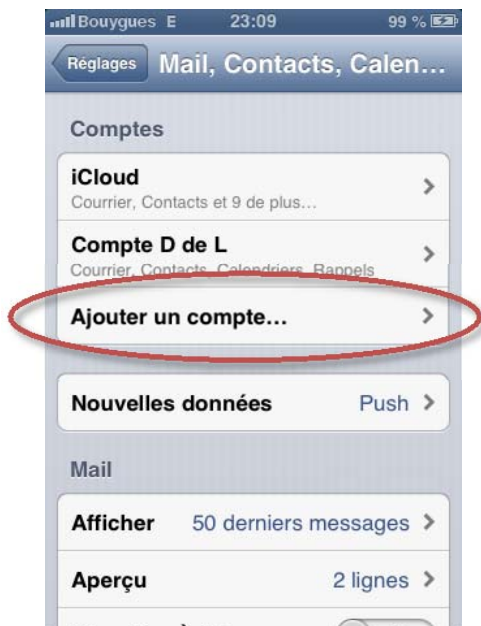 Bouygues E 23:09 99 %
Réglages Mail, Contacts, Calen...
Comptes
iCloud
Courrier, Contacts et 9 de plus...
Compte D de L
Courrier, Contacts, Calendriers, Rappels
Ajouter un compte...
Nouvelles données Push
Mail
Afficher 50 derniers messages
Aperçu 2 lignes